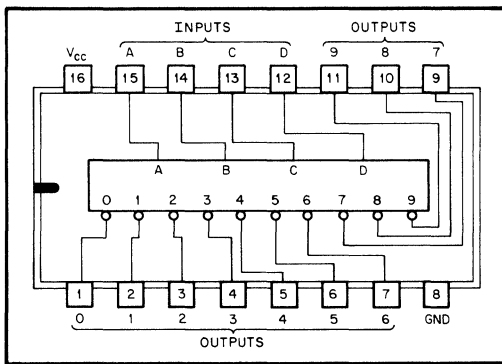 INPUTS OUTPUTS
VCC A B C D 9 8 7
16 15 14 13 12 11 10 9
A B C D
0 1 2 3 4 5 6 7 8 9
1 2 3 4 5 6 7 8
0 1 2 3 4 5 6 GND
OUTPUTS